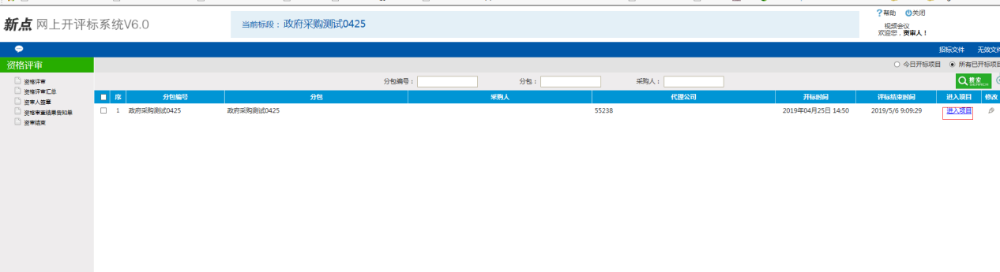 新点 网上开评标系统V6.0
当前标段：政府采购测试0425
帮助 关闭
视频会议
欢迎您，资审人！
招标文件 无效文件
资格评审
今日开标项目 所有已开标项目
资格评审
资格评审汇总
资审人签章
资格审查结果告知单
资审结束
分包编号： 分包： 采购人： 搜索 SEARCH
序 分包编号 分包 采购人 代理公司 开标时间 评标结束时间 进入项目 修改
1 政府采购测试0425 政府采购测试0425 55238 2019年04月25日 14:50 2019/5/6 9:09:29 进入项目